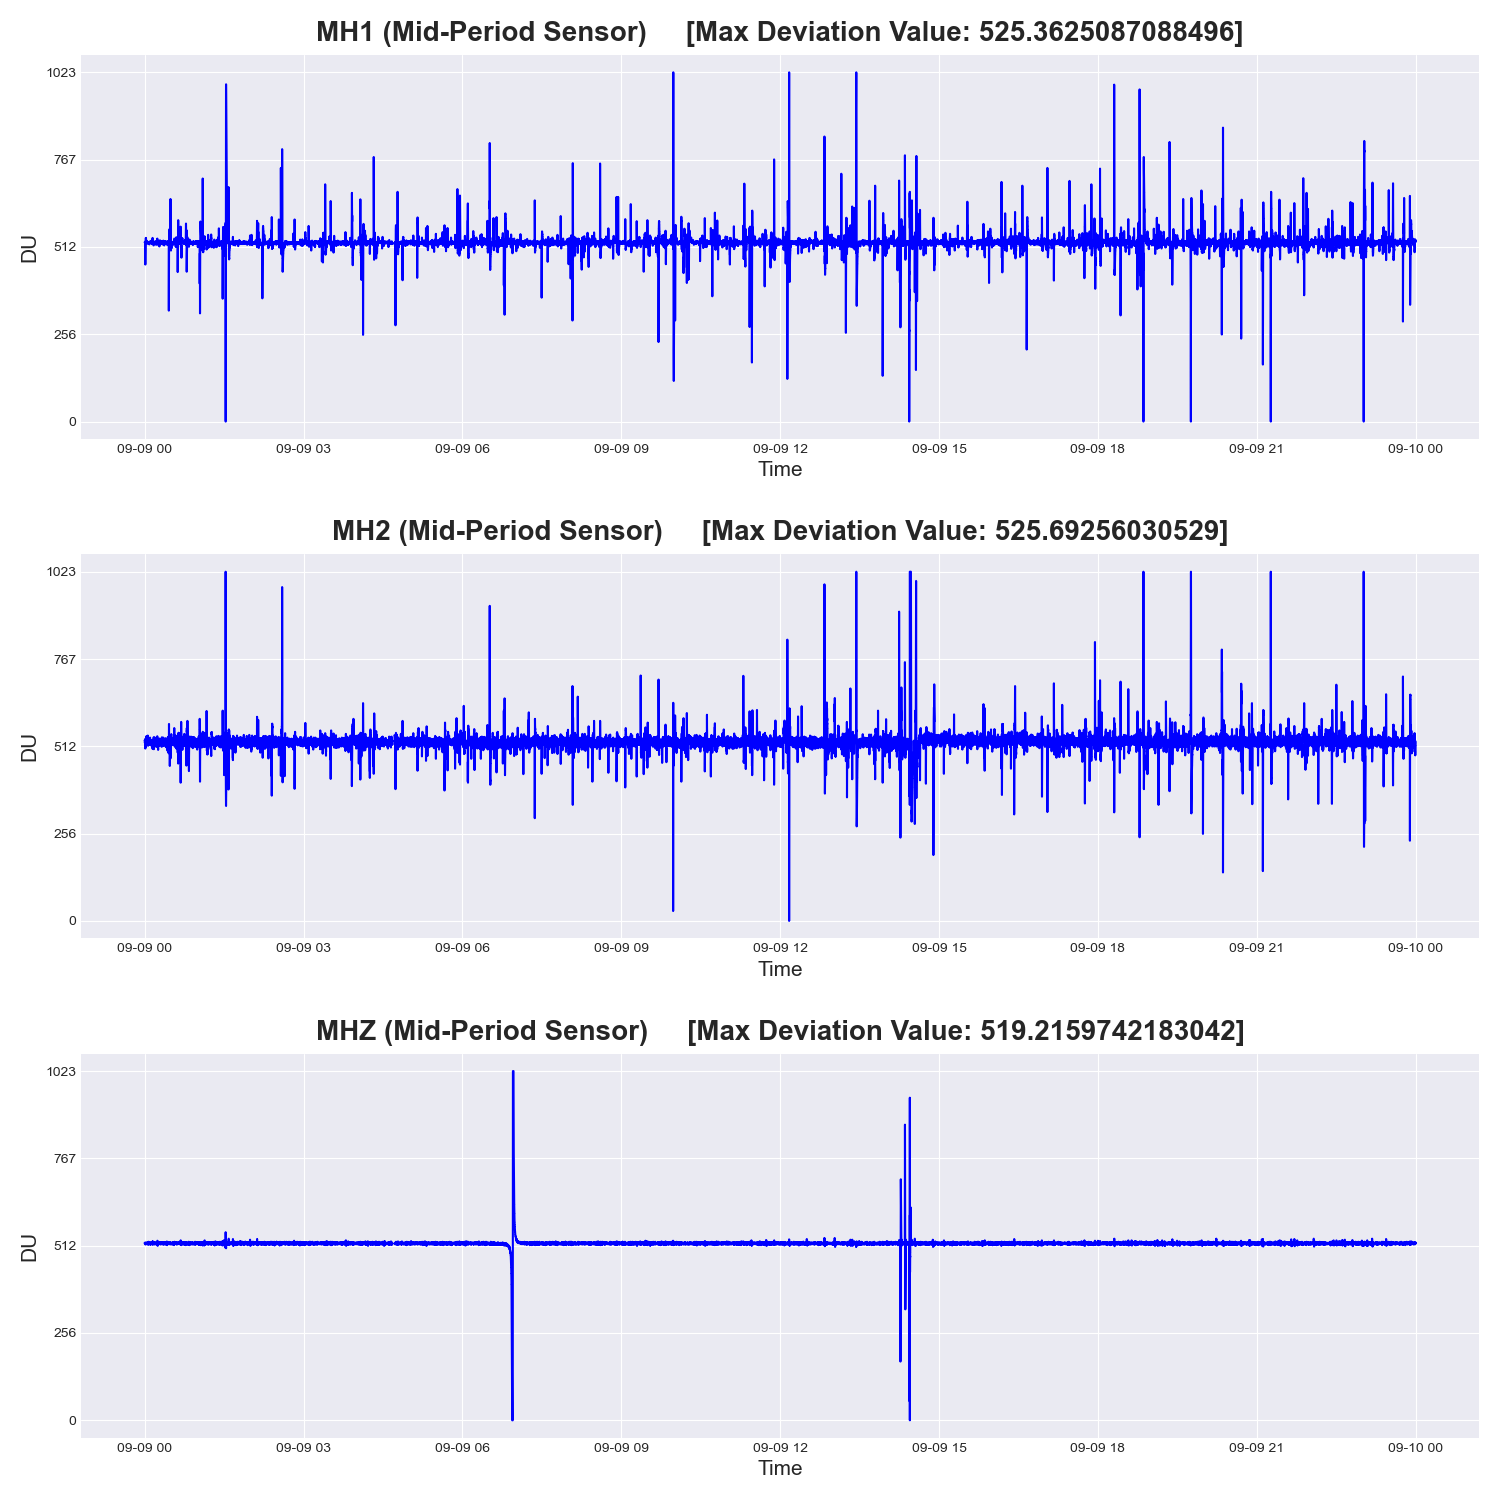 MH1 (Mid-Period Sensor) [Max Deviation Value: 525.3625087088496]
1023
767
512
256
0
DU
09-09 00 09-09 03 09-09 06 09-09 09 09-09 12 09-09 15 09-09 18 09-09 21 09-10 00
Time
MH2 (Mid-Period Sensor) [Max Deviation Value: 525.69256030529]
1023
767
512
256
0
DU
09-09 00 09-09 03 09-09 06 09-09 09 09-09 12 09-09 15 09-09 18 09-09 21 09-10 00
Time
MHZ (Mid-Period Sensor) [Max Deviation Value: 519.2159742183042]
1023
767
512
256
0
DU
09-09 00 09-09 03 09-09 06 09-09 09 09-09 12 09-09 15 09-09 18 09-09 21 09-10 00
Time